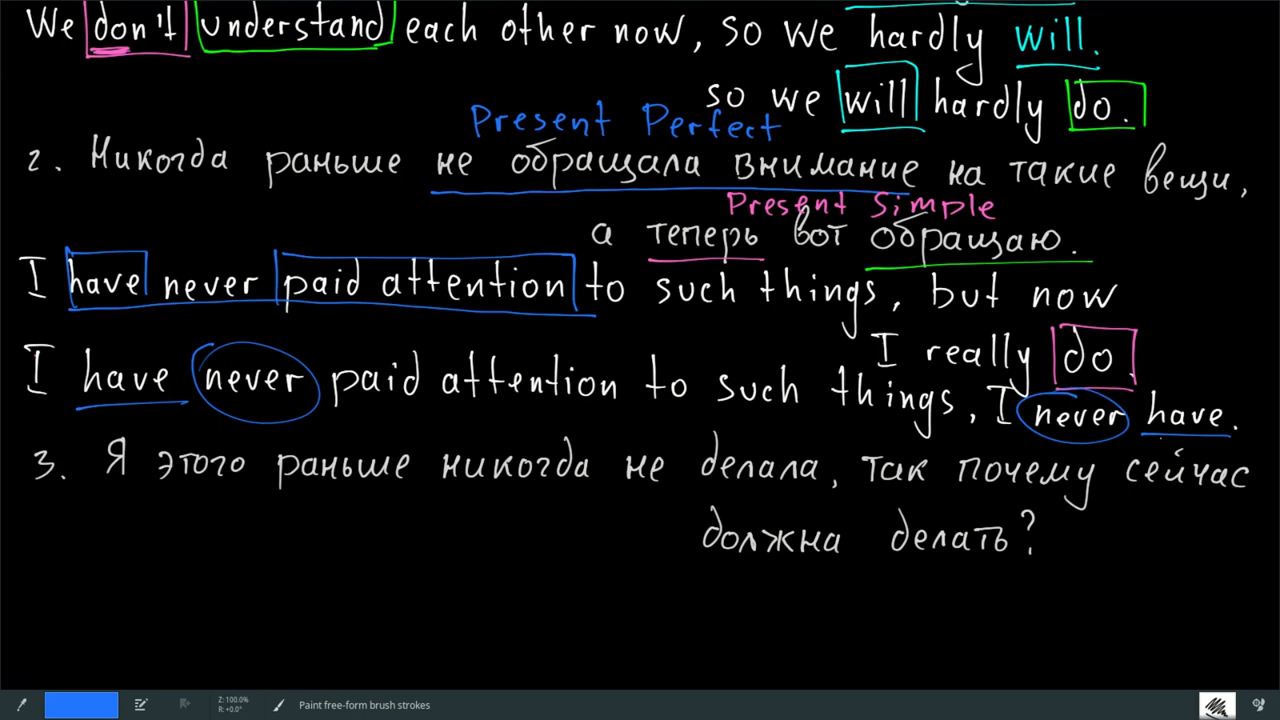 We don't understand each other now, so we hardly will.
so we will hardly do.
Present Perfect
2. Никогда раньше не обращала внимание на такие вещи,
Present Simple
а теперь вот обращаю.
I have never paid attention to such things, but now
I really do.
I have never paid attention to such things, I never have.
3. Я этого раньше никогда не делала, так почему сейчас
должна делать?
Z: 100.0%
R: +0.0°
Paint free-form brush strokes